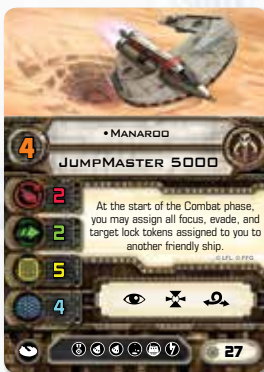 • MANAROO
4
JUMPMASTER 5000
2
At the start of the Combat phase,
you may assign all focus, evade, and
target lock tokens assigned to you to
another friendly ship.
© LFL © FFG
2
5
4
27